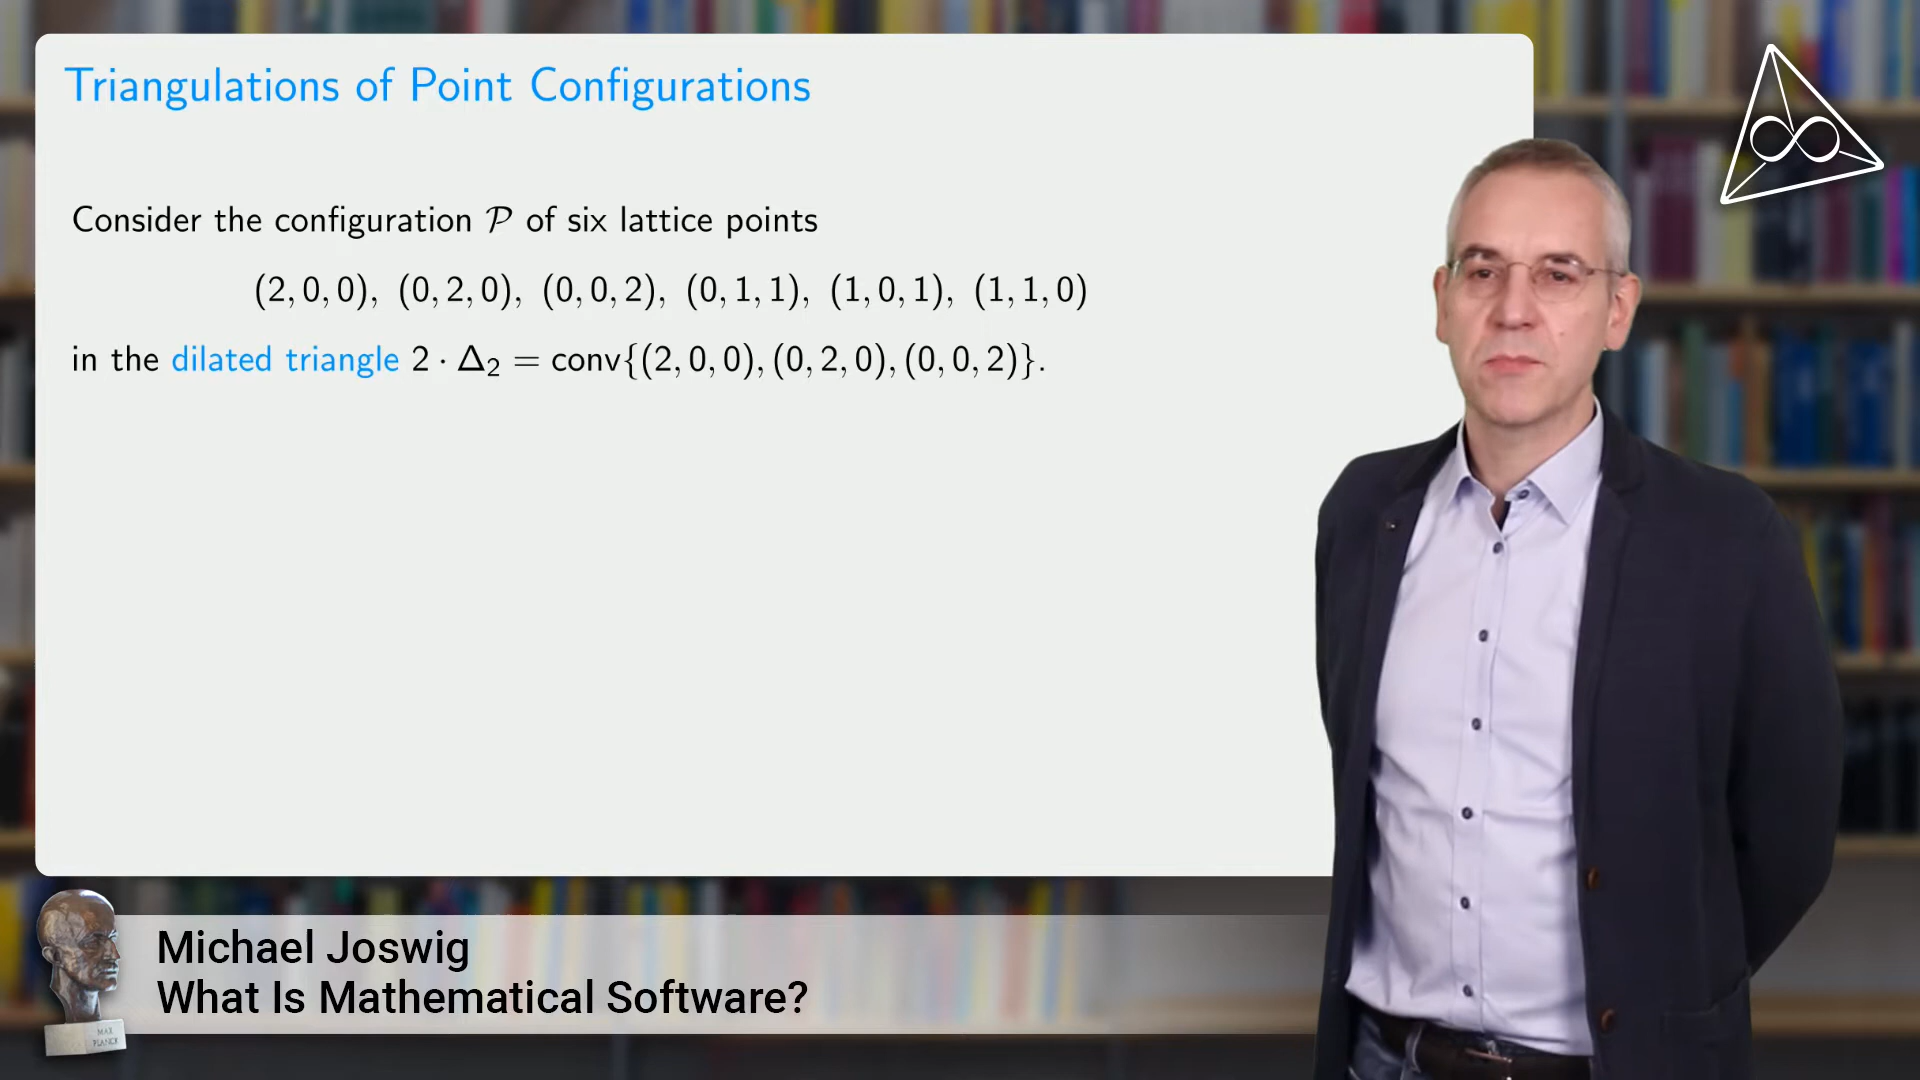 Triangulations of Point Configurations
Consider the configuration 𝒫 of six lattice points
(2, 0, 0), (0, 2, 0), (0, 0, 2), (0, 1, 1), (1, 0, 1), (1, 1, 0)
in the dilated triangle 2 · Δ₂ = conv{(2, 0, 0), (0, 2, 0), (0, 0, 2)}.
Michael Joswig
What Is Mathematical Software?
MAX
PLANCK